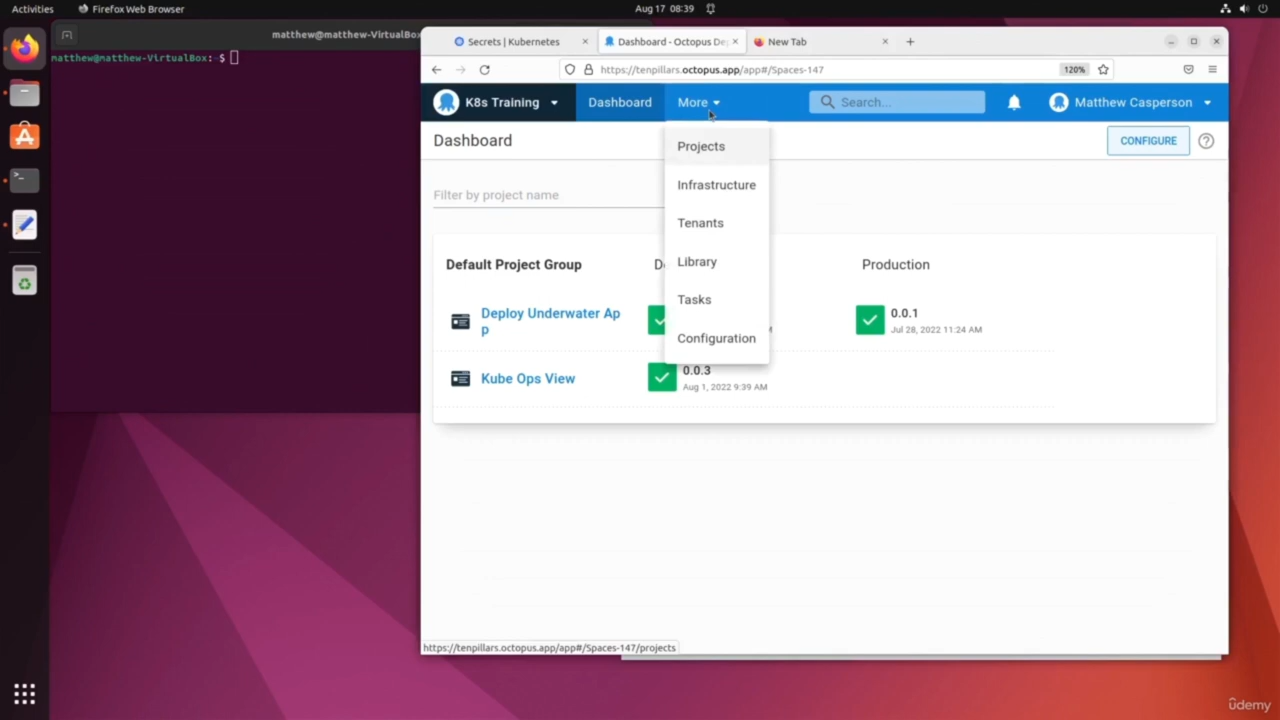 Activities
Firefox Web Browser
Aug 17 08:39
matthew@matthew-VirtualBox
matthew@matthew-VirtualBox:~$
Secrets | Kubernetes
Dashboard - Octopus De
New Tab
https://tenpillars.octopus.app/app#/Spaces-147
120%
K8s Training
Dashboard
More
Search...
Matthew Casperson
Dashboard
CONFIGURE
Projects
Infrastructure
Tenants
Library
Tasks
Configuration
Filter by project name
Default Project Group
Production
Deploy Underwater Ap
p
0.0.1
Jul 28, 2022 11:24 AM
Kube Ops View
0.0.3
Aug 1, 2022 9:39 AM
https://tenpillars.octopus.app/app#/Spaces-147/projects
ûdemy